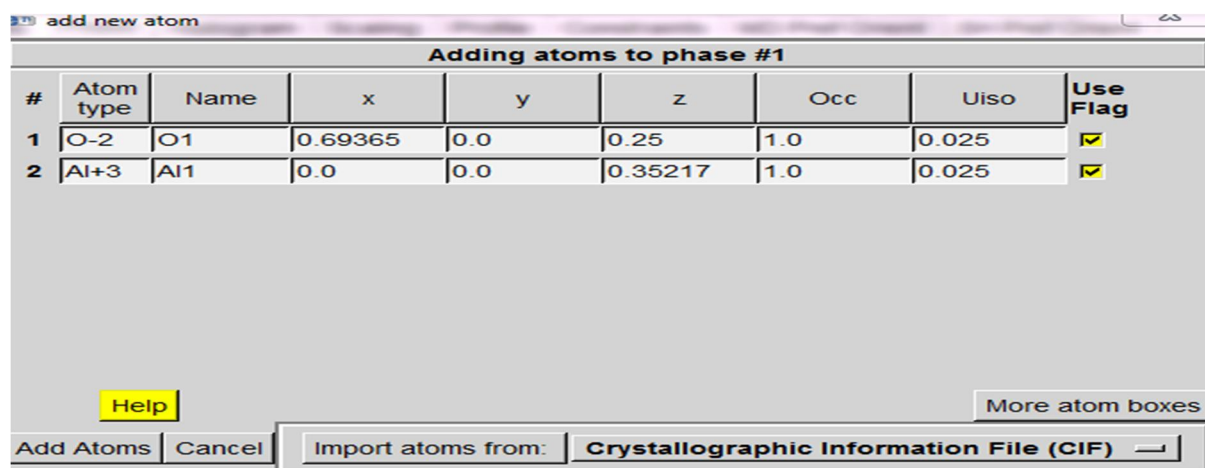 add new atom
Adding atoms to phase #1
# Atom type Name x y z Occ Uiso Use Flag
1 O-2 O1 0.69365 0.0 0.25 1.0 0.025
2 Al+3 Al1 0.0 0.0 0.35217 1.0 0.025
Help More atom boxes
Add Atoms Cancel Import atoms from: Crystallographic Information File (CIF)